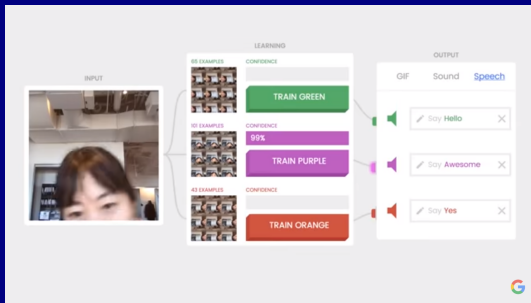 INPUT
LEARNING
OUTPUT
68 EXAMPLES
CONFIDENCE
TRAIN GREEN
101 EXAMPLES
CONFIDENCE
99%
TRAIN PURPLE
43 EXAMPLES
CONFIDENCE
TRAIN ORANGE
GIF Sound Speech
Say Hello
Say Awesome
Say Yes